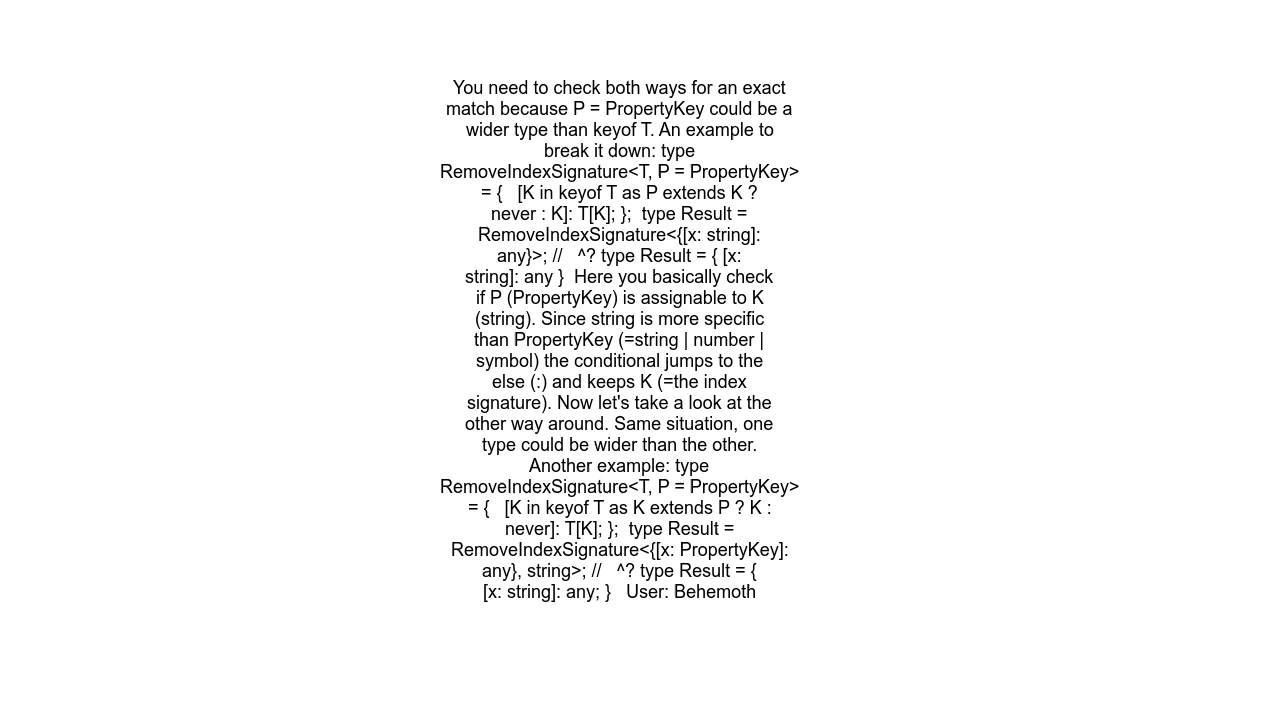 You need to check both ways for an exact
match because P = PropertyKey could be a
wider type than keyof T. An example to
break it down: type
RemoveIndexSignature<T, P = PropertyKey>
= {   [K in keyof T as P extends K ?
never : K]: T[K]; };  type Result =
RemoveIndexSignature<{[x: string]:
any}>; //   ^? type Result = { [x:
string]: any }  Here you basically check
if P (PropertyKey) is assignable to K
(string). Since string is more specific
than PropertyKey (=string | number |
symbol) the conditional jumps to the
else (:) and keeps K (=the index
signature). Now let's take a look at the
other way around. Same situation, one
type could be wider than the other.
Another example: type
RemoveIndexSignature<T, P = PropertyKey>
= {   [K in keyof T as K extends P ? K :
never]: T[K]; };  type Result =
RemoveIndexSignature<{[x: PropertyKey]:
any}, string>; //   ^? type Result = {
[x: string]: any; }   User: Behemoth